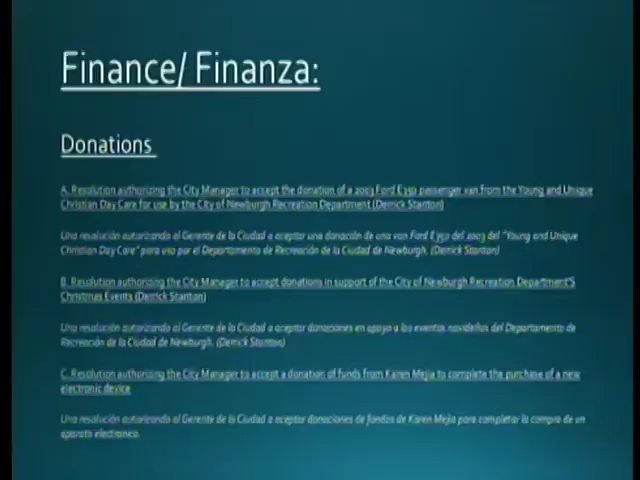 Finance/ Finanza:
Donations
A. Resolution authorizing the City Manager to accept the donation of a 2003 Ford E350 passenger van from the Young and Unique
Christian Day Care for use by the City of Newburgh Recreation Department (Derrick Stanton)
Una resolución autorizando al Gerente de la Ciudad a aceptar una donación de una van Ford E350 del 2003 del "Young and Unique
Christian Day Care" para uso por el Departamento de Recreación de la Ciudad de Newburgh. (Derrick Stanton)
B. Resolution authorizing the City Manager to accept donations in support of the City of Newburgh Recreation Department's
Christmas Events (Derrick Stanton)
Una resolución autorizando al Gerente de la Ciudad a aceptar donaciones en apoyo a los eventos navideños del Departamento de
Recreación de la Ciudad de Newburgh. (Derrick Stanton)
C. Resolution authorizing the City Manager to accept a donation of funds from Karen Mejia to complete the purchase of a new
electronic device
Una resolución autorizando al Gerente de la Ciudad a aceptar donaciones de fondos de Karen Mejia para completar la compra de un
aparato electronico.